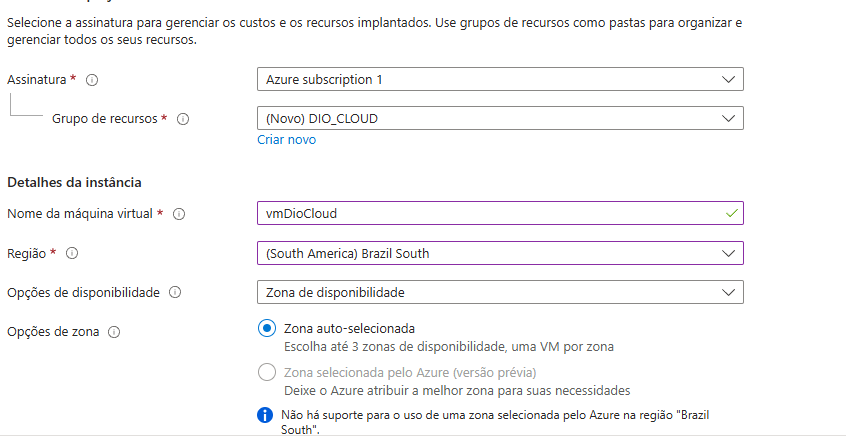 Selecione a assinatura para gerenciar os custos e os recursos implantados. Use grupos de recursos como pastas para organizar e
gerenciar todos os seus recursos.
Assinatura *
Azure subscription 1
Grupo de recursos *
(Novo) DIO_CLOUD
Criar novo
Detalhes da instância
Nome da máquina virtual *
vmDioCloud
Região *
(South America) Brazil South
Opções de disponibilidade
Zona de disponibilidade
Opções de zona
Zona auto-selecionada
Escolha até 3 zonas de disponibilidade, uma VM por zona
Zona selecionada pelo Azure (versão prévia)
Deixe o Azure atribuir a melhor zona para suas necessidades
Não há suporte para o uso de uma zona selecionada pelo Azure na região "Brazil
South".